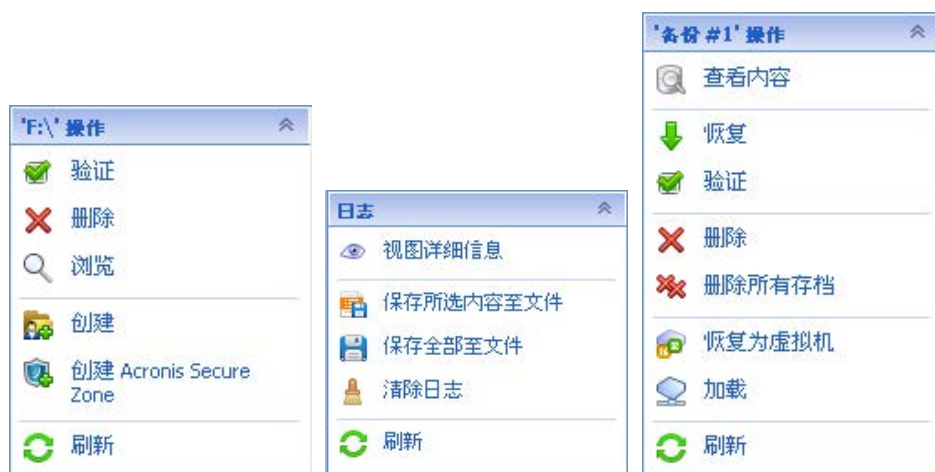 'F:\' 操作
验证
删除
浏览
创建
创建 Acronis Secure
Zone
刷新
日志
视图详细信息
保存所选内容至文件
保存全部至文件
清除日志
刷新
'备份 #1' 操作
查看内容
恢复
验证
删除
删除所有存档
恢复为虚拟机
加载
刷新